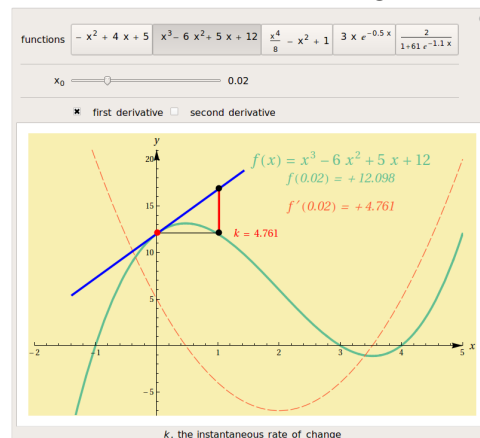 functions
− x² + 4 x + 5
x³− 6 x²+ 5 x + 12
x⁴/8 − x² + 1
3 x e^−0.5 x
2/(1+61 e^−1.1 x)
x₀ 0.02
first derivative
second derivative
y
f(x) = x³ − 6 x² + 5 x + 12
f(0.02) = +12.098
f′(0.02) = +4.761
k = 4.761
20
15
10
5
−5
−2 −1 1 2 3 4 5 x
k, the instantaneous rate of change